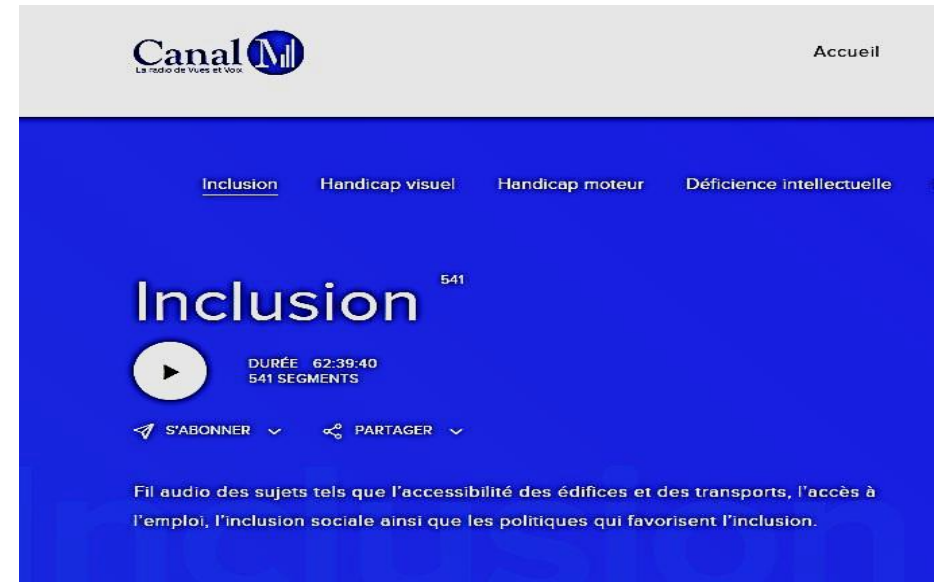 Canal M
La radio de Vues et Voix
Accueil
Inclusion Handicap visuel Handicap moteur Déficience intellectuelle
Inclusion 541
DURÉE 62:39:40
541 SEGMENTS
S'ABONNER PARTAGER
Fil audio des sujets tels que l'accessibilité des édifices et des transports, l'accès à
l'emploi, l'inclusion sociale ainsi que les politiques qui favorisent l'inclusion.
Inclusion